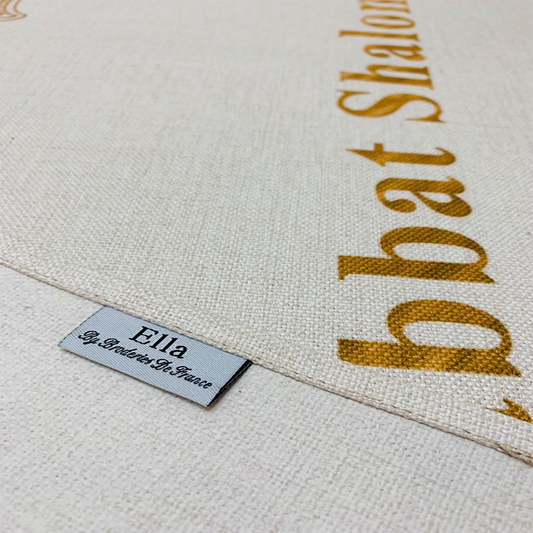 bbat Shalom
Ella
By Broderies De France